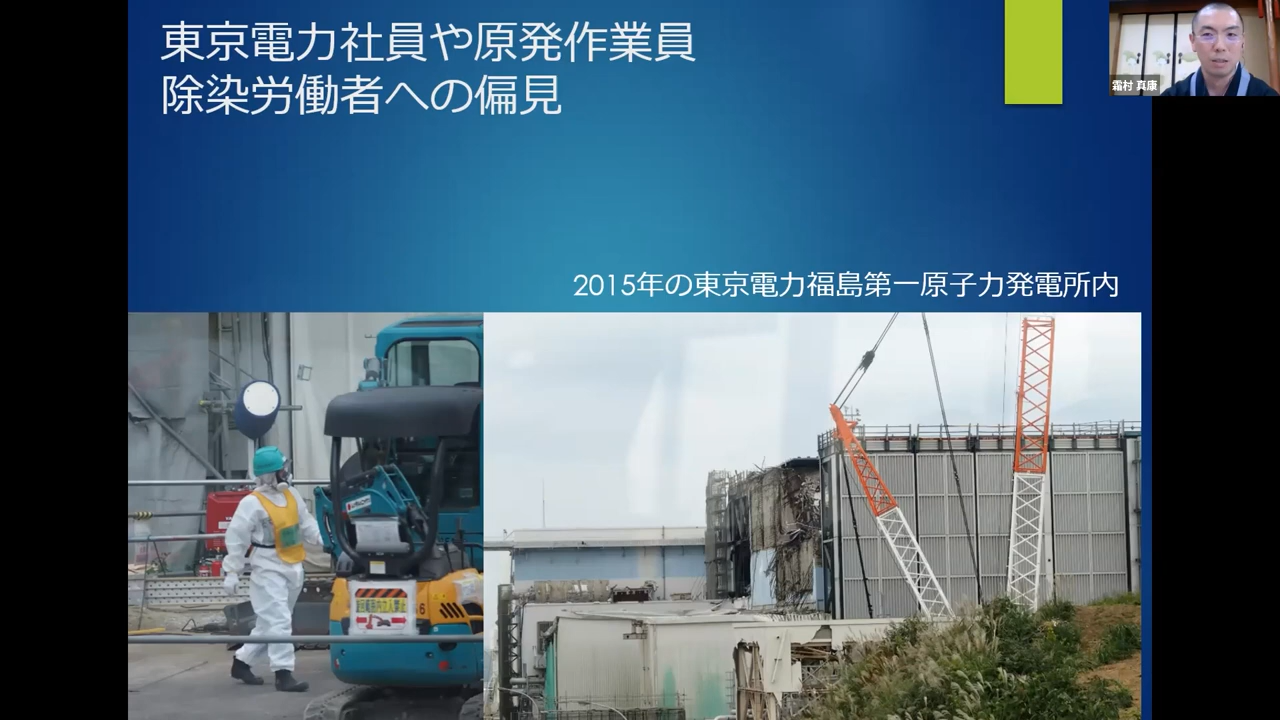 東京電力社員や原発作業員
除染労働者への偏見
霜村 真康
2015年の東京電力福島第一原子力発電所内